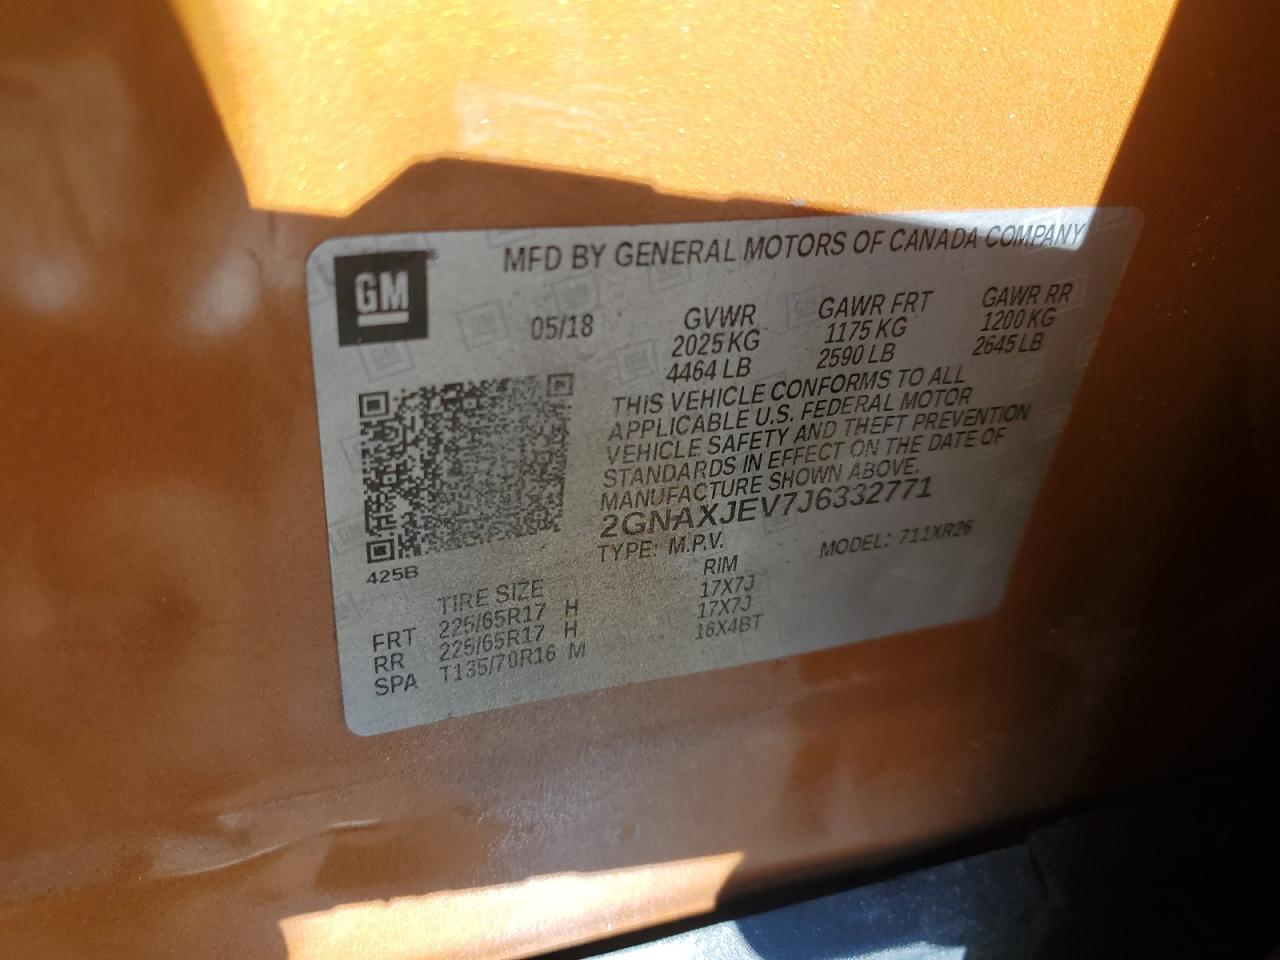 GM
MFD BY GENERAL MOTORS OF CANADA COMPANY
05/18
GVWR GAWR FRT GAWR RR
2025 KG 1175 KG 1200 KG
4464 LB 2590 LB 2645 LB
THIS VEHICLE CONFORMS TO ALL
APPLICABLE U.S. FEDERAL MOTOR
VEHICLE SAFETY AND THEFT PREVENTION
STANDARDS IN EFFECT ON THE DATE OF
MANUFACTURE SHOWN ABOVE.
2GNAXJEV7J6332771
TYPE: M.P.V. MODEL: 711XR26
425B
TIRE SIZE RIM
FRT 225/65R17 H 17X7J
RR 225/65R17 H 17X7J
SPA T135/70R16 M 16X4BT